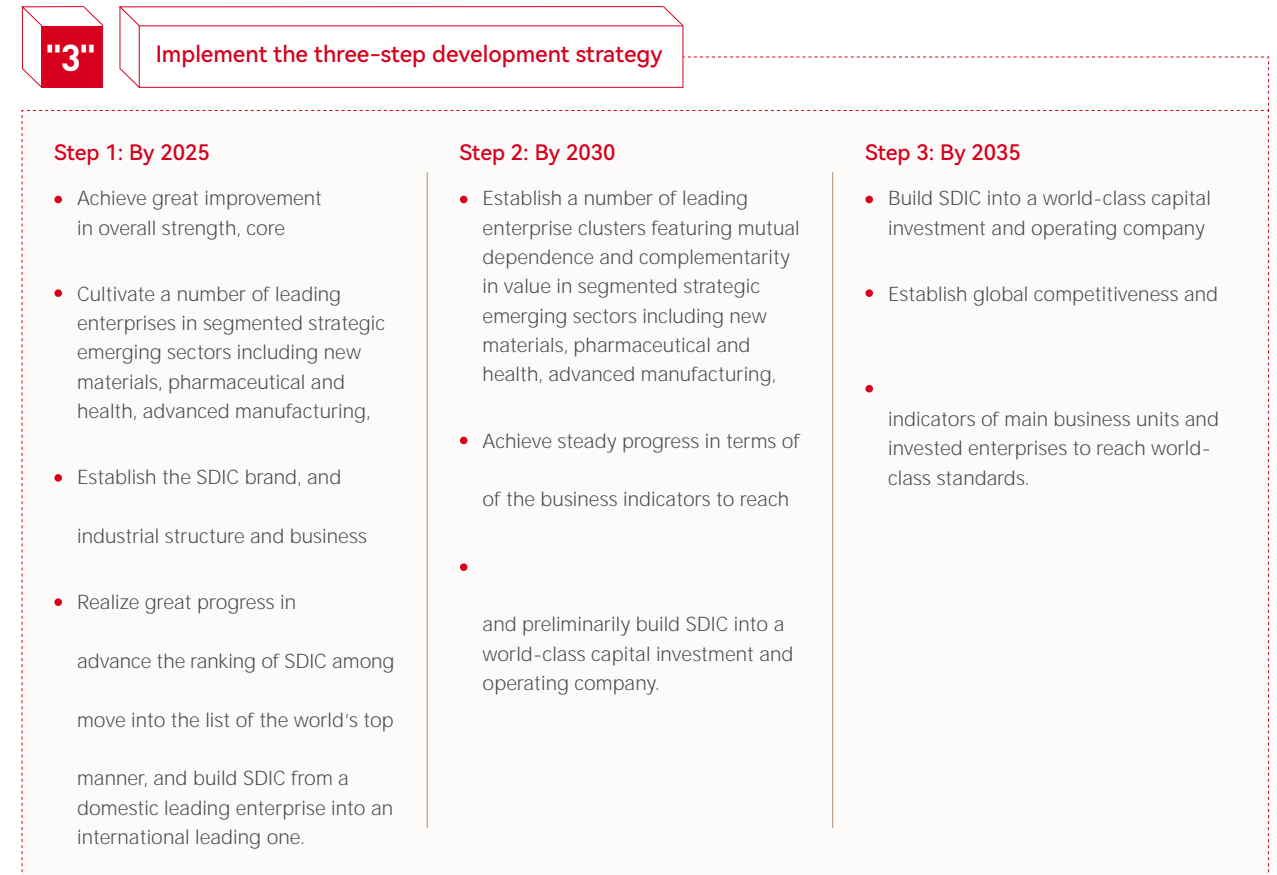 "3"
Implement the three-step development strategy
Step 1: By 2025
Achieve great improvement
in overall strength, core
Cultivate a number of leading
enterprises in segmented strategic
emerging sectors including new
materials, pharmaceutical and
health, advanced manufacturing,
Establish the SDIC brand, and
industrial structure and business
Realize great progress in
advance the ranking of SDIC among
move into the list of the world's top
manner, and build SDIC from a
domestic leading enterprise into an
international leading one.
Step 2: By 2030
Establish a number of leading
enterprise clusters featuring mutual
dependence and complementarity
in value in segmented strategic
emerging sectors including new
materials, pharmaceutical and
health, advanced manufacturing,
Achieve steady progress in terms of
of the business indicators to reach
and preliminarily build SDIC into a
world-class capital investment and
operating company.
Step 3: By 2035
Build SDIC into a world-class capital
investment and operating company
Establish global competitiveness and
indicators of main business units and
invested enterprises to reach world-
class standards.